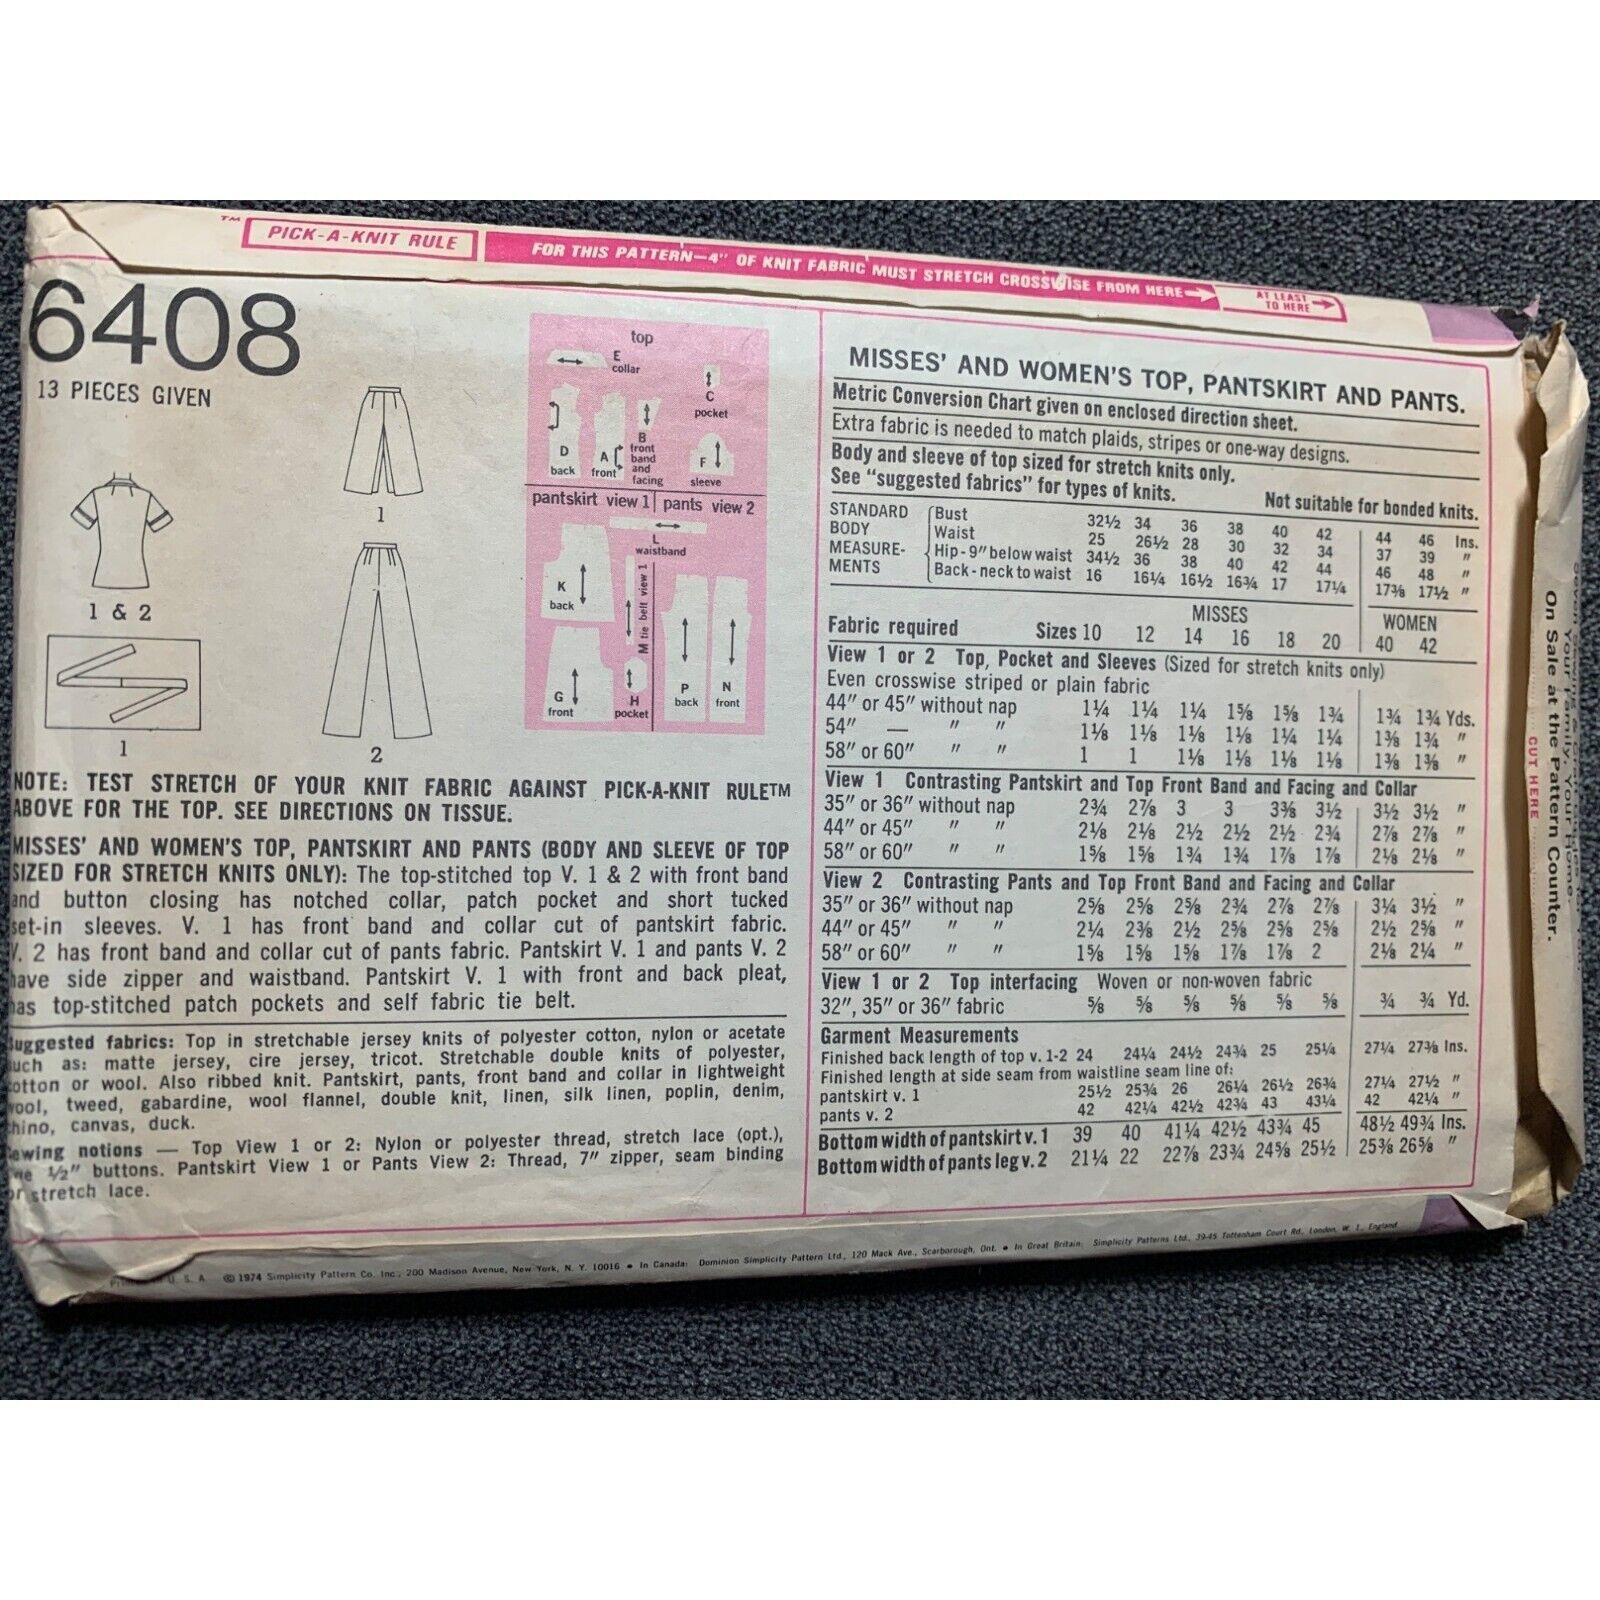 ™ PICK-A-KNIT RULE
FOR THIS PATTERN—4" OF KNIT FABRIC MUST STRETCH CROSSWISE FROM HERE
AT LEAST
TO HERE
6408
13 PIECES GIVEN
1 & 2
1
1
2
top
E
collar
C
pocket
D
back
A
front
B
front
band
and
facing
F
sleeve
pantskirt view 1
pants view 2
L
waistband
K
back
M tie belt view 1
G
front
H
pocket
P
back
N
front
NOTE: TEST STRETCH OF YOUR KNIT FABRIC AGAINST PICK-A-KNIT RULE™
ABOVE FOR THE TOP. SEE DIRECTIONS ON TISSUE.
MISSES' AND WOMEN'S TOP, PANTSKIRT AND PANTS (BODY AND SLEEVE OF TOP
SIZED FOR STRETCH KNITS ONLY): The top-stitched top V. 1 & 2 with front band
and button closing has notched collar, patch pocket and short tucked
set-in sleeves. V. 1 has front band and collar cut of pantskirt fabric.
V. 2 has front band and collar cut of pants fabric. Pantskirt V. 1 and pants V. 2
have side zipper and waistband. Pantskirt V. 1 with front and back pleat,
has top-stitched patch pockets and self fabric tie belt.
Suggested fabrics: Top in stretchable jersey knits of polyester cotton, nylon or acetate
such as: matte jersey, cire jersey, tricot. Stretchable double knits of polyester,
cotton or wool. Also ribbed knit. Pantskirt, pants, front band and collar in lightweight
wool, tweed, gabardine, wool flannel, double knit, linen, silk linen, poplin, denim,
chino, canvas, duck.
Sewing notions — Top View 1 or 2: Nylon or polyester thread, stretch lace (opt.),
1/2" buttons. Pantskirt View 1 or Pants View 2: Thread, 7" zipper, seam binding
or stretch lace.
MISSES' AND WOMEN'S TOP, PANTSKIRT AND PANTS.
Metric Conversion Chart given on enclosed direction sheet.
Extra fabric is needed to match plaids, stripes or one-way designs.
Body and sleeve of top sized for stretch knits only.
See "suggested fabrics" for types of knits. Not suitable for bonded knits.
STANDARD BODY MEASURE-MENTS
Bust 32½ 34 36 38 40 42 44 46 Ins.
Waist 25 26½ 28 30 32 34 37 39 "
Hip - 9" below waist 34½ 36 38 40 42 44 46 48 "
Back - neck to waist 16 16¼ 16½ 16¾ 17 17¼ 17⅜ 17½ "
MISSES WOMEN
Fabric required Sizes 10 12 14 16 18 20 40 42
View 1 or 2 Top, Pocket and Sleeves (Sized for stretch knits only)
Even crosswise striped or plain fabric
44" or 45" without nap 1¼ 1¼ 1¼ 1⅝ 1⅝ 1¾ 1¾ 1¾ Yds.
54" — " " 1⅛ 1⅛ 1⅛ 1⅛ 1¼ 1¼ 1⅜ 1¾ "
58" or 60" " " 1 1 1⅛ 1⅛ 1⅛ 1⅛ 1⅜ 1⅜ "
View 1 Contrasting Pantskirt and Top Front Band and Facing and Collar
35" or 36" without nap 2¾ 2⅞ 3 3 3⅜ 3½ 3½ 3½ "
44" or 45" " " 2⅛ 2⅛ 2½ 2½ 2½ 2¾ 2⅞ 2⅞ "
58" or 60" " " 1⅝ 1⅝ 1¾ 1¾ 1⅞ 1⅞ 2⅛ 2⅛ "
View 2 Contrasting Pants and Top Front Band and Facing and Collar
35" or 36" without nap 2⅝ 2⅝ 2⅝ 2¾ 2⅞ 2⅞ 3¼ 3½ "
44" or 45" " " 2¼ 2⅜ 2½ 2⅝ 2⅝ 2⅝ 2½ 2⅝ "
58" or 60" " " 1⅝ 1⅝ 1⅝ 1⅞ 1⅞ 2 2⅛ 2¼ "
View 1 or 2 Top interfacing Woven or non-woven fabric
32", 35" or 36" fabric ⅝ ⅝ ⅝ ⅝ ⅝ ⅝ ¾ ¾ Yd.
Garment Measurements
Finished back length of top v. 1-2 24 24¼ 24½ 24¾ 25 25¼ 27¼ 27⅜ Ins.
Finished length at side seam from waistline seam line of:
pantskirt v. 1 25½ 25¾ 26 26¼ 26½ 26¾ 27¼ 27½ "
pants v. 2 42 42¼ 42½ 42¾ 43 43¼ 42 42¼ "
Bottom width of pantskirt v. 1 39 40 41¼ 42½ 43¾ 45 48½ 49¾ Ins.
Bottom width of pants leg v. 2 21¼ 22 22⅞ 23¾ 24⅝ 25½ 25⅜ 26⅝ "
U. S. A. © 1974 Simplicity Pattern Co. Inc., 200 Madison Avenue, New York, N. Y. 10016 • In Canada: Dominion Simplicity Pattern Ltd., 120 Mack Ave., Scarborough, Ont. • In Great Britain: Simplicity Patterns Ltd., 39-45 Tottenham Court Rd., London, W. 1., England
CUT HERE
Your Family, Your Home.
On Sale at the Pattern Counter.